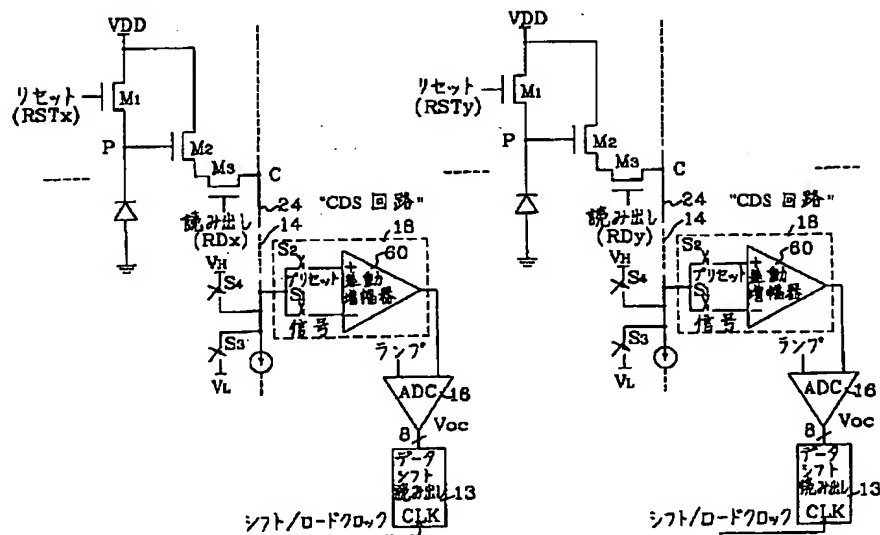 VDD
リセット
(RSTx)
M1
P
M2
M3
C
24
"CDS 回路"
読み出し
(RDx)
14
18
S2
60
VH
S4
プリセット
+
差動
増幅器
S1
信号
−
S3
VL
ランプ
ADC
16
8
Voc
データ
シフト
読み出し
13
CLK
シフト/ロードクロック
VDD
リセット
(RSTy)
M1
P
M2
M3
C
24
"CDS 回路"
読み出し
(RDy)
14
18
S2
60
VH
S4
プリセット
+
差動
増幅器
S1
信号
−
S3
VL
ランプ
ADC
16
8
Voc
データ
シフト
読み出し
13
CLK
シフト/ロードクロック